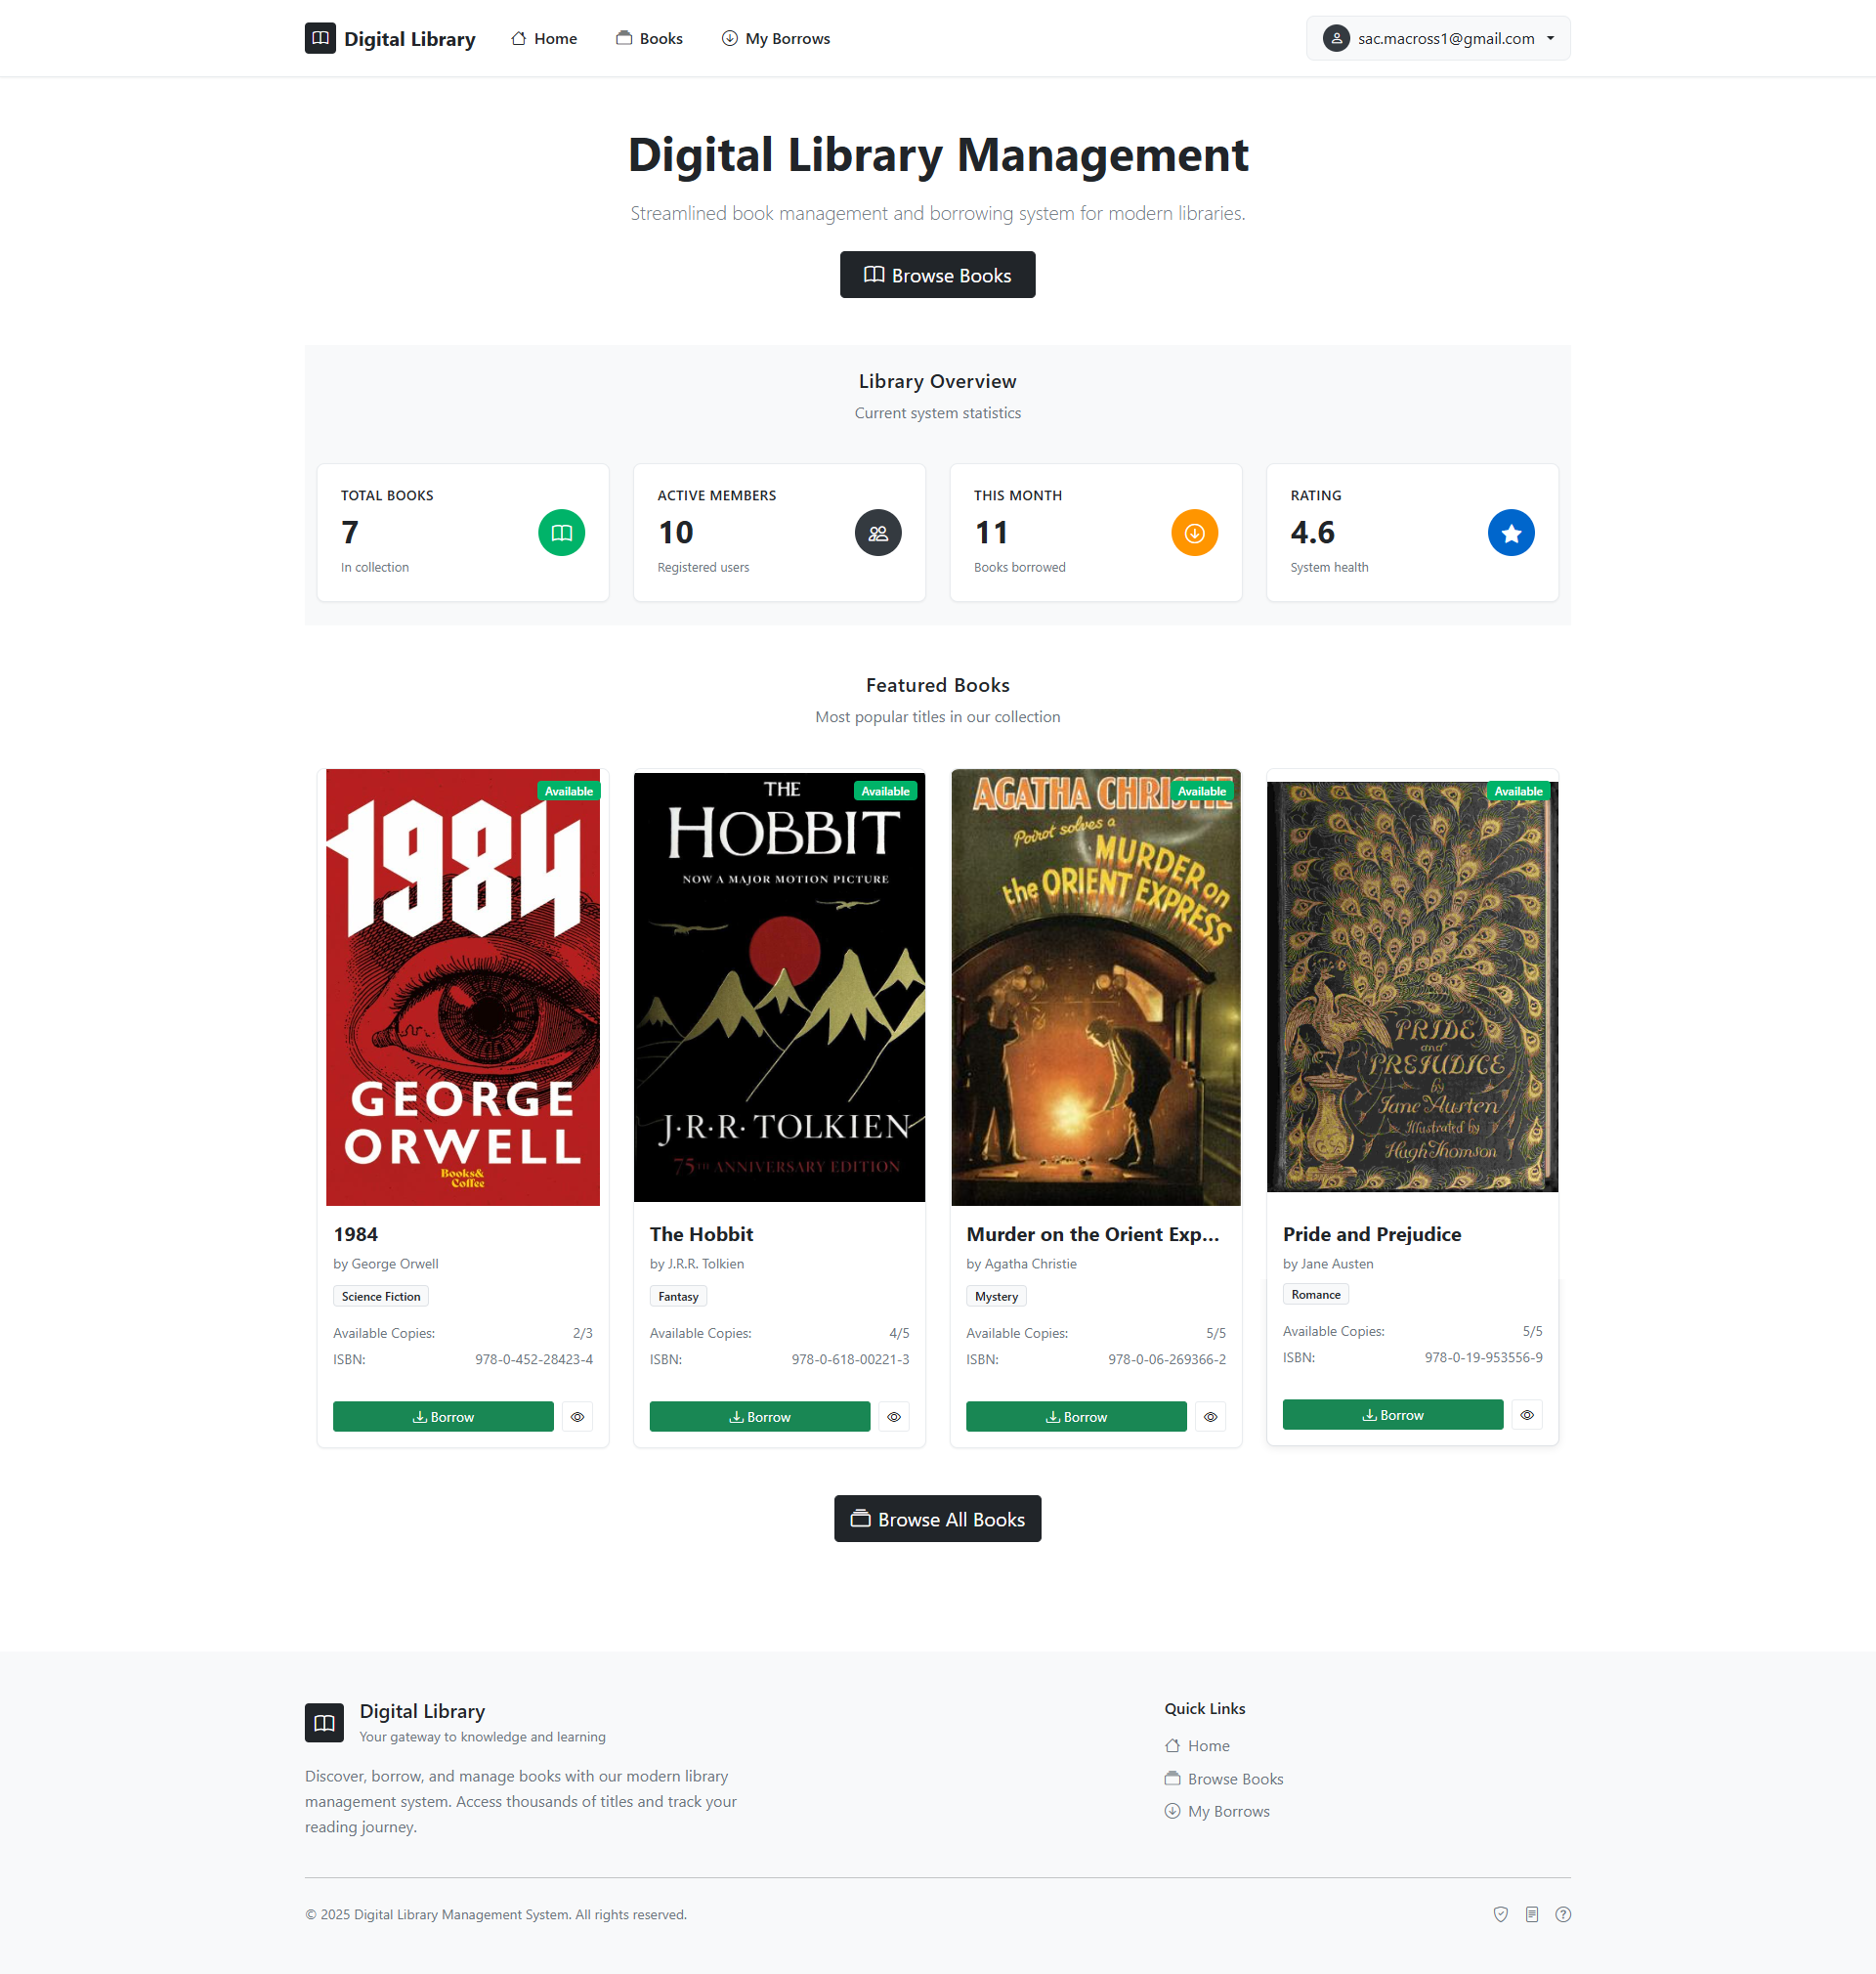 Digital Library
Home
Books
My Borrows
sac.macross1@gmail.com
Digital Library Management
Streamlined book management and borrowing system for modern libraries.
Browse Books
Library Overview
Current system statistics
TOTAL BOOKS
7
In collection
ACTIVE MEMBERS
10
Registered users
THIS MONTH
11
Books borrowed
RATING
4.6
System health
Featured Books
Most popular titles in our collection
Available
1984
GEORGE
ORWELL
Books&
Coffee
1984
by George Orwell
Science Fiction
Available Copies: 2/3
ISBN: 978-0-452-28423-4
Borrow
Available
THE
HOBBIT
NOW A MAJOR MOTION PICTURE
J·R·R· TOLKIEN
75TH ANNIVERSARY EDITION
The Hobbit
by J.R.R. Tolkien
Fantasy
Available Copies: 4/5
ISBN: 978-0-618-00221-3
Borrow
Available
AGATHA CHRISTIE
Poirot solves a
MURDER on
the ORIENT EXPRESS
Murder on the Orient Exp...
by Agatha Christie
Mystery
Available Copies: 5/5
ISBN: 978-0-06-269366-2
Borrow
Available
PRIDE
and
PREJUDICE
by
Jane Austen
Illustrated by
Hugh Thomson
Pride and Prejudice
by Jane Austen
Romance
Available Copies: 5/5
ISBN: 978-0-19-953556-9
Borrow
Browse All Books
Digital Library
Your gateway to knowledge and learning
Discover, borrow, and manage books with our modern library
management system. Access thousands of titles and track your
reading journey.
Quick Links
Home
Browse Books
My Borrows
© 2025 Digital Library Management System. All rights reserved.